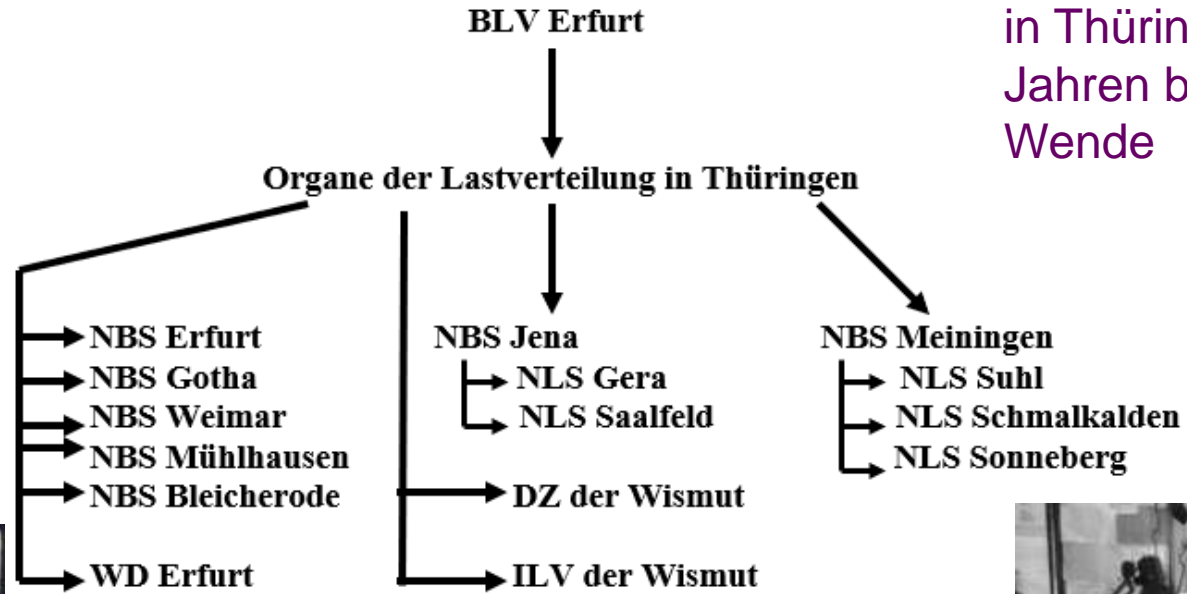 BLV Erfurt
in Thürin
Jahren b
Wende
Organe der Lastverteilung in Thüringen
NBS Erfurt
NBS Gotha
NBS Weimar
NBS Mühlhausen
NBS Bleicherode
WD Erfurt
NBS Jena
NLS Gera
NLS Saalfeld
DZ der Wismut
ILV der Wismut
NBS Meiningen
NLS Suhl
NLS Schmalkalden
NLS Sonneberg